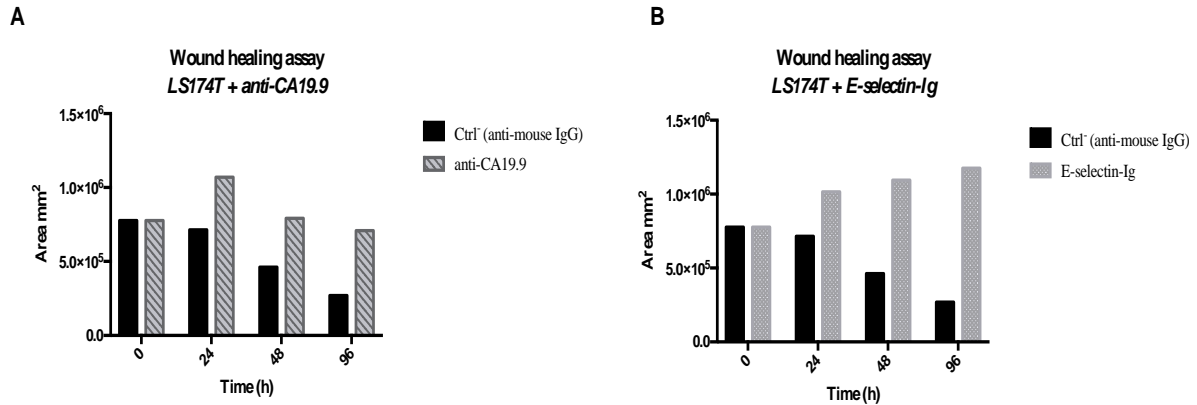 A
Wound healing assay
LS174T + anti-CA19.9
1.5×10⁶
1.0×10⁶
5.0×10⁵
0.0
Area mm²
0
24
48
96
Time (h)
Ctrl⁻ (anti-mouse IgG)
anti-CA19.9
B
Wound healing assay
LS174T + E-selectin-Ig
1.5×10⁶
1.0×10⁶
5.0×10⁵
0.0
Area mm²
0
24
48
96
Time (h)
Ctrl⁻ (anti-mouse IgG)
E-selectin-Ig